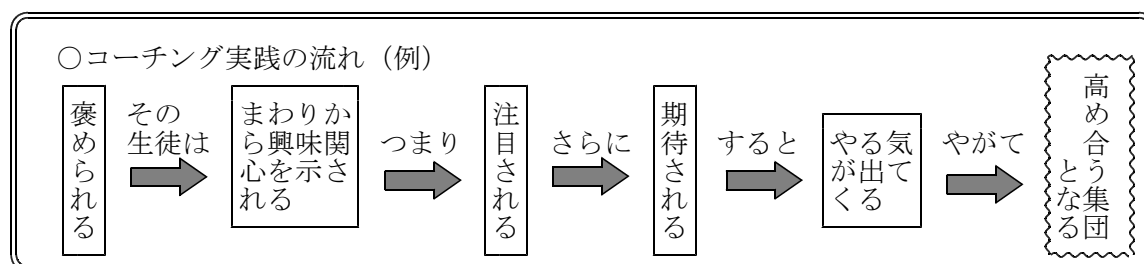 ○コーチング実践の流れ（例）
褒められる
その
生徒は
まわりか
ら興味関
心を示さ
れる
つまり
注目される
さらに
期待される
すると
やる気
が出て
くる
やがて
高め合う集団
となる